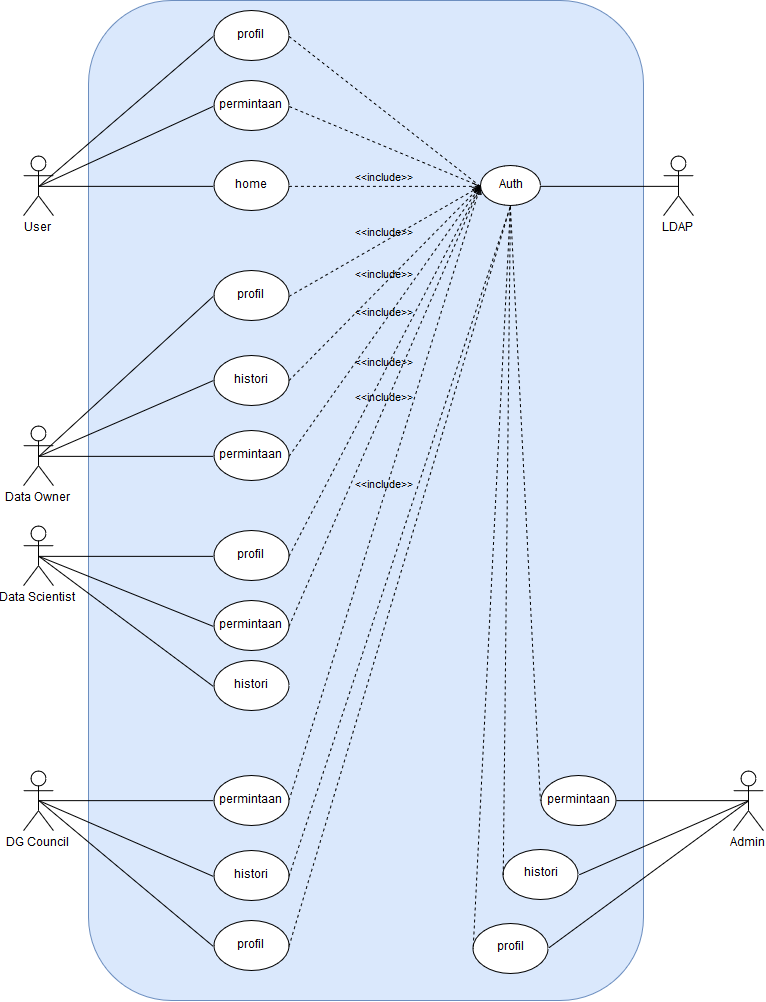 profil
permintaan
home
<<include>>
Auth
User
LDAP
<<include>>
<<include>>
profil
<<include>>
<<include>>
histori
<<include>>
permintaan
Data Owner
<<include>>
profil
Data Scientist
permintaan
histori
permintaan
permintaan
DG Council
Admin
histori
histori
profil
profil